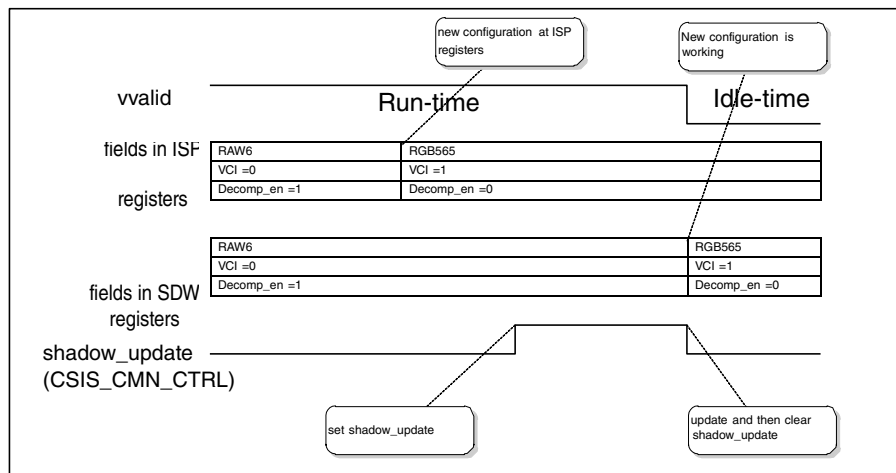 new configuration at ISP
registers
New configuration is
working
vvalid
Run-time
Idle-time
fields in ISP
registers
RAW6
RGB565
VCI =0
VCI =1
Decomp_en =1
Decomp_en =0
fields in SDW
registers
RAW6
RGB565
VCI =0
VCI =1
Decomp_en =1
Decomp_en =0
shadow_update
(CSIS_CMN_CTRL)
set shadow_update
update and then clear
shadow_update